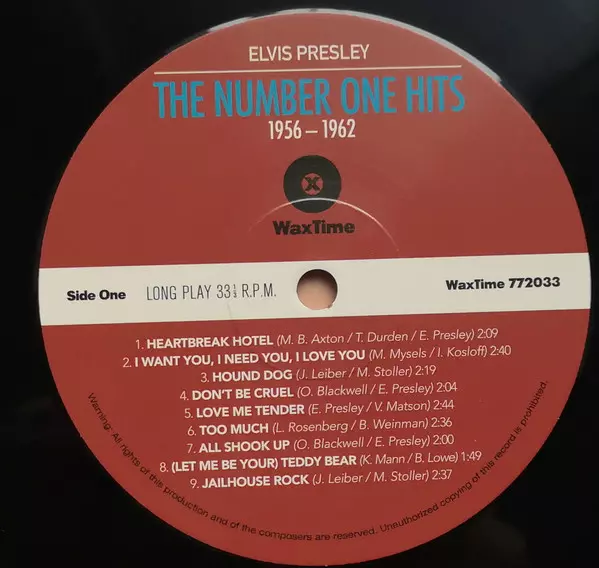 ELVIS PRESLEY
THE NUMBER ONE HITS
1956 – 1962
X
WaxTime
Side One LONG PLAY 33 1/3 R.P.M. WaxTime 772033
1. HEARTBREAK HOTEL (M. B. Axton / T. Durden / E. Presley) 2:09
2. I WANT YOU, I NEED YOU, I LOVE YOU (M. Mysels / I. Kosloff) 2:40
3. HOUND DOG (J. Leiber / M. Stoller) 2:19
4. DON'T BE CRUEL (O. Blackwell / E. Presley) 2:04
5. LOVE ME TENDER (E. Presley / V. Matson) 2:44
6. TOO MUCH (L. Rosenberg / B. Weinman) 2:36
7. ALL SHOOK UP (O. Blackwell / E. Presley) 2:00
8. (LET ME BE YOUR) TEDDY BEAR (K. Mann / B. Lowe) 1:49
9. JAILHOUSE ROCK (J. Leiber / M. Stoller) 2:37
Warning: All rights of this production and of the composers are reserved. Unauthorized copying of this record is prohibited.